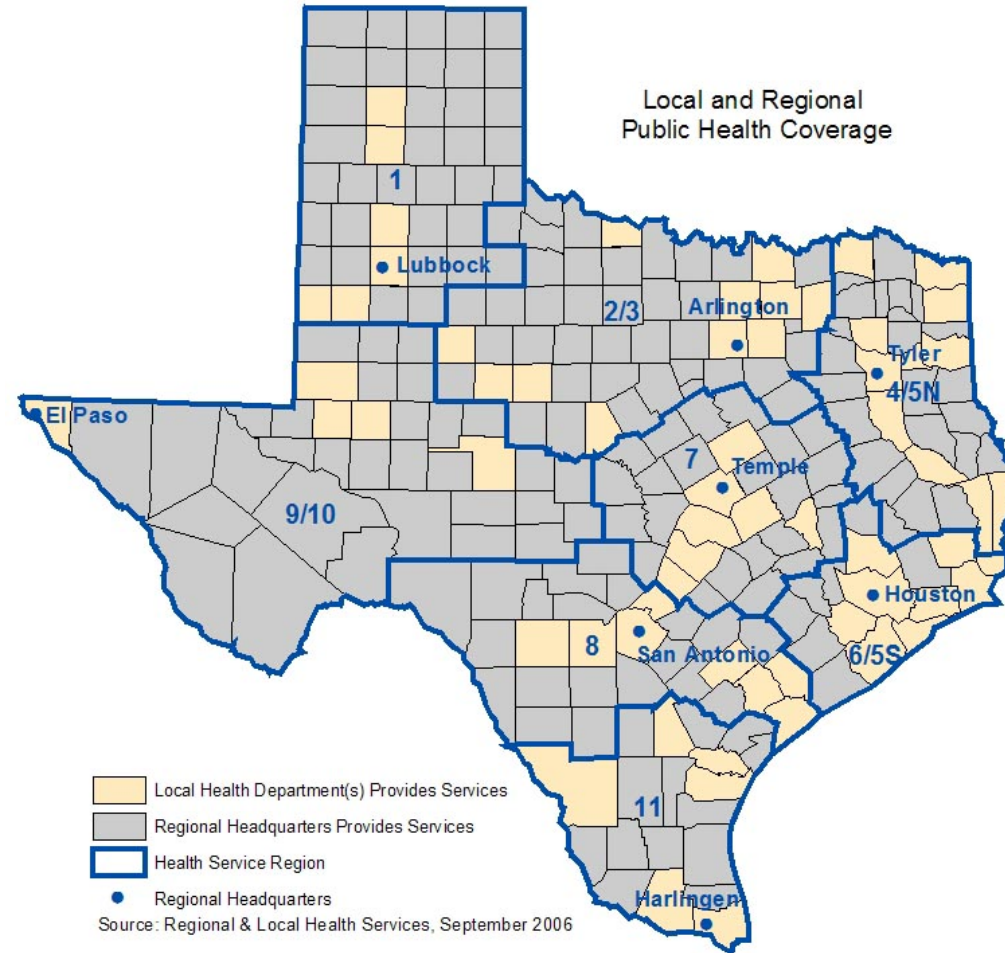 Local and Regional
Public Health Coverage
1
Lubbock
2/3
Arlington
Tyler
4/5N
El Paso
7
Temple
9/10
Houston
8
San Antonio
6/5S
11
Harlingen
Local Health Department(s) Provides Services
Regional Headquarters Provides Services
Health Service Region
Regional Headquarters
Source: Regional & Local Health Services, September 2006